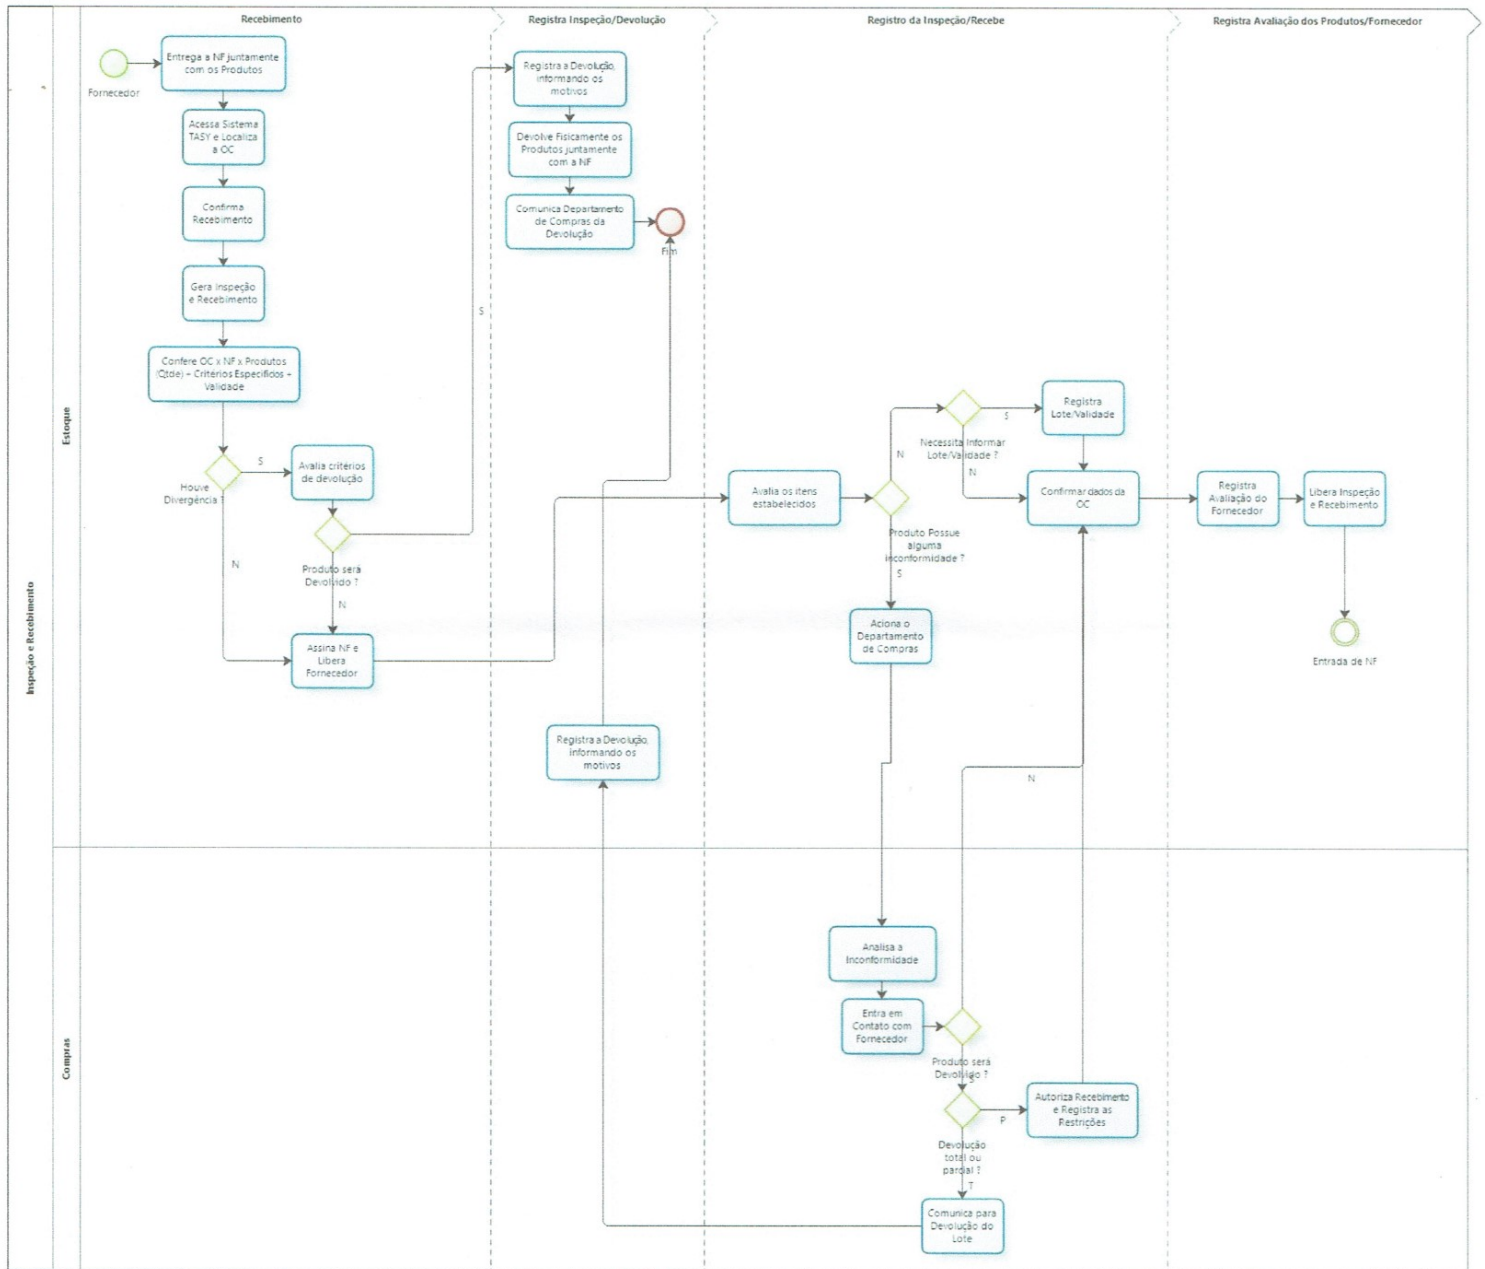 Recebimento
Registra Inspeção/Devolução
Registro da Inspeção/Recebe
Registra Avaliação dos Produtos/Fornecedor
Inspeção e Recebimento
Estoque
Compras
Fornecedor
Entrega a NF juntamente
com os Produtos
Acessa Sistema
TASY e Localiza
a OC
Confirma
Recebimento
Gera Inspeção
e Recebimento
Confere OC x NF x Produtos
(Qtde) + Critérios Específidos +
Validade
Houve
Divergência ?
S
N
Avalia critérios
de devolução
Produto será
Devolvido ?
S
N
Assina NF e
Libera
Fornecedor
Registra a Devolução,
informando os
motivos
Devolve Fisicamente os
Produtos juntamente
com a NF
Comunica Departamento
de Compras da
Devolução
Fim
Registra a Devolução,
informando os
motivos
Avalia os itens
estabelecidos
Produto Possue
alguma
inconformidade ?
N
S
Necessita Informar
Lote/Validade ?
S
N
Registra
Lote/Validade
Confirmar dados da
OC
Aciona o
Departamento
de Compras
N
Analisa a
Inconformidade
Entra em
Contato com
Fornecedor
Produto será
Devolvido ?
S
Devolução
total ou
parcial ?
P
T
Autoriza Recebimento
e Registra as
Restrições
Comunica para
Devolução do
Lote
Registra
Avaliação do
Fornecedor
Libera Inspeção
e Recebimento
Entrada de NF